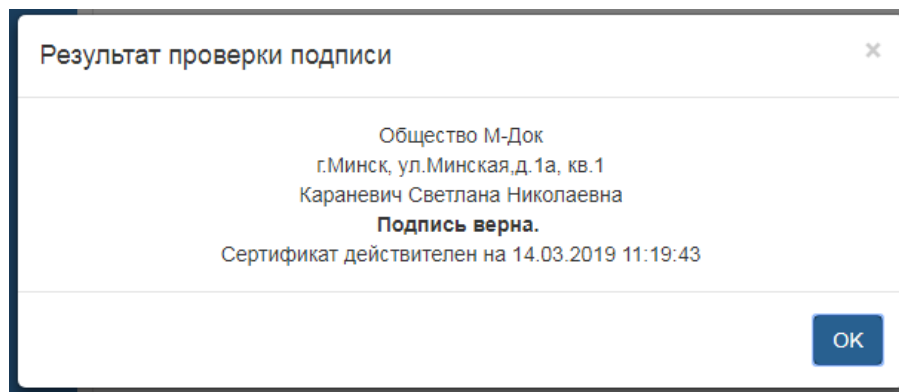 Результат проверки подписи
×
Общество М-Док
г.Минск, ул.Минская,д.1а, кв.1
Караневич Светлана Николаевна
Подпись верна.
Сертификат действителен на 14.03.2019 11:19:43
OK